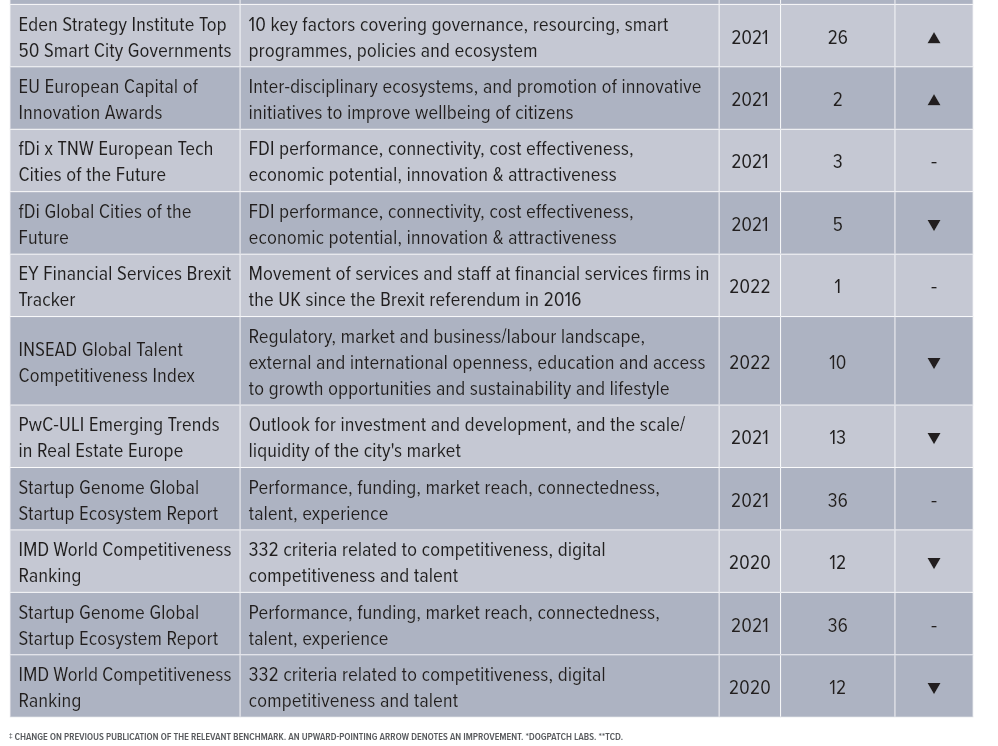 Eden Strategy Institute Top
50 Smart City Governments
10 key factors covering governance, resourcing, smart
programmes, policies and ecosystem
2021
26
▲
EU European Capital of
Innovation Awards
Inter-disciplinary ecosystems, and promotion of innovative
initiatives to improve wellbeing of citizens
2021
2
▲
fDi x TNW European Tech
Cities of the Future
FDI performance, connectivity, cost effectiveness,
economic potential, innovation & attractiveness
2021
3
-
fDi Global Cities of the
Future
FDI performance, connectivity, cost effectiveness,
economic potential, innovation & attractiveness
2021
5
▼
EY Financial Services Brexit
Tracker
Movement of services and staff at financial services firms in
the UK since the Brexit referendum in 2016
2022
1
-
INSEAD Global Talent
Competitiveness Index
Regulatory, market and business/labour landscape,
external and international openness, education and access
to growth opportunities and sustainability and lifestyle
2022
10
▼
PwC-ULI Emerging Trends
in Real Estate Europe
Outlook for investment and development, and the scale/
liquidity of the city's market
2021
13
▼
Startup Genome Global
Startup Ecosystem Report
Performance, funding, market reach, connectedness,
talent, experience
2021
36
-
IMD World Competitiveness
Ranking
332 criteria related to competitiveness, digital
competitiveness and talent
2020
12
▼
Startup Genome Global
Startup Ecosystem Report
Performance, funding, market reach, connectedness,
talent, experience
2021
36
-
IMD World Competitiveness
Ranking
332 criteria related to competitiveness, digital
competitiveness and talent
2020
12
▼
‡ CHANGE ON PREVIOUS PUBLICATION OF THE RELEVANT BENCHMARK. AN UPWARD-POINTING ARROW DENOTES AN IMPROVEMENT. *DOGPATCH LABS. **TCD.